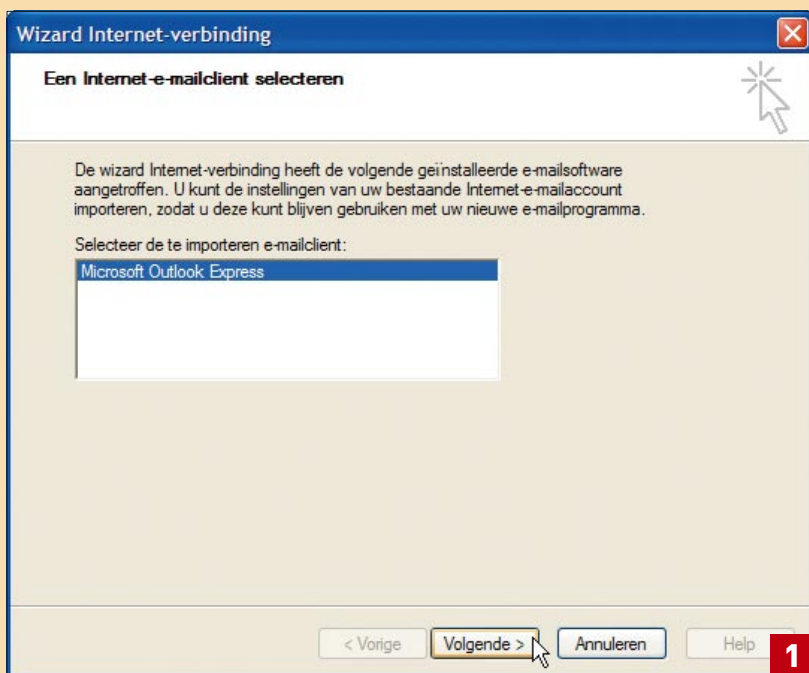 Wizard Internet-verbinding
Een Internet-e-mailclient selecteren
De wizard Internet-verbinding heeft de volgende geïnstalleerde e-mailsoftware
aangetroffen. U kunt de instellingen van uw bestaande Internet-e-mailaccount
importeren, zodat u deze kunt blijven gebruiken met uw nieuwe e-mailprogramma.
Selecteer de te importeren e-mailclient:
Microsoft Outlook Express
< Vorige Volgende > Annuleren Help
1